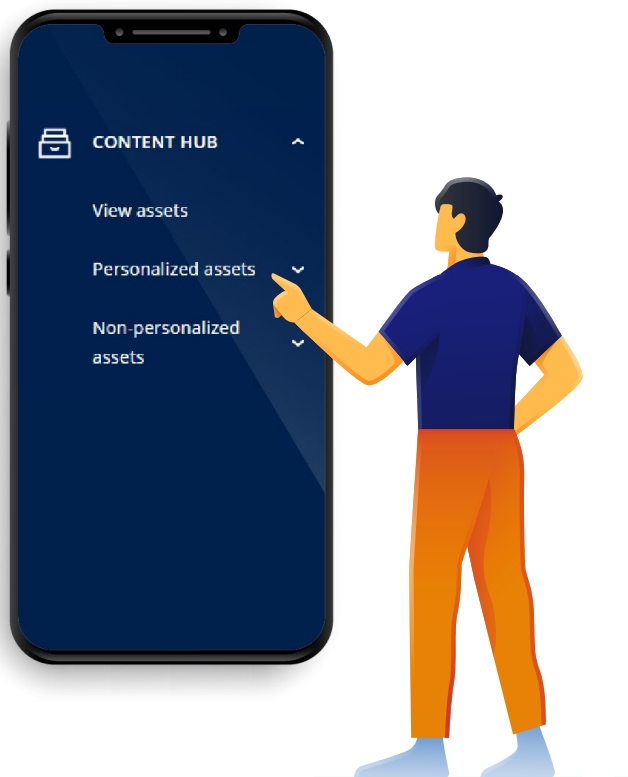 CONTENT HUB
View assets
Personalized assets
Non-personalized
assets